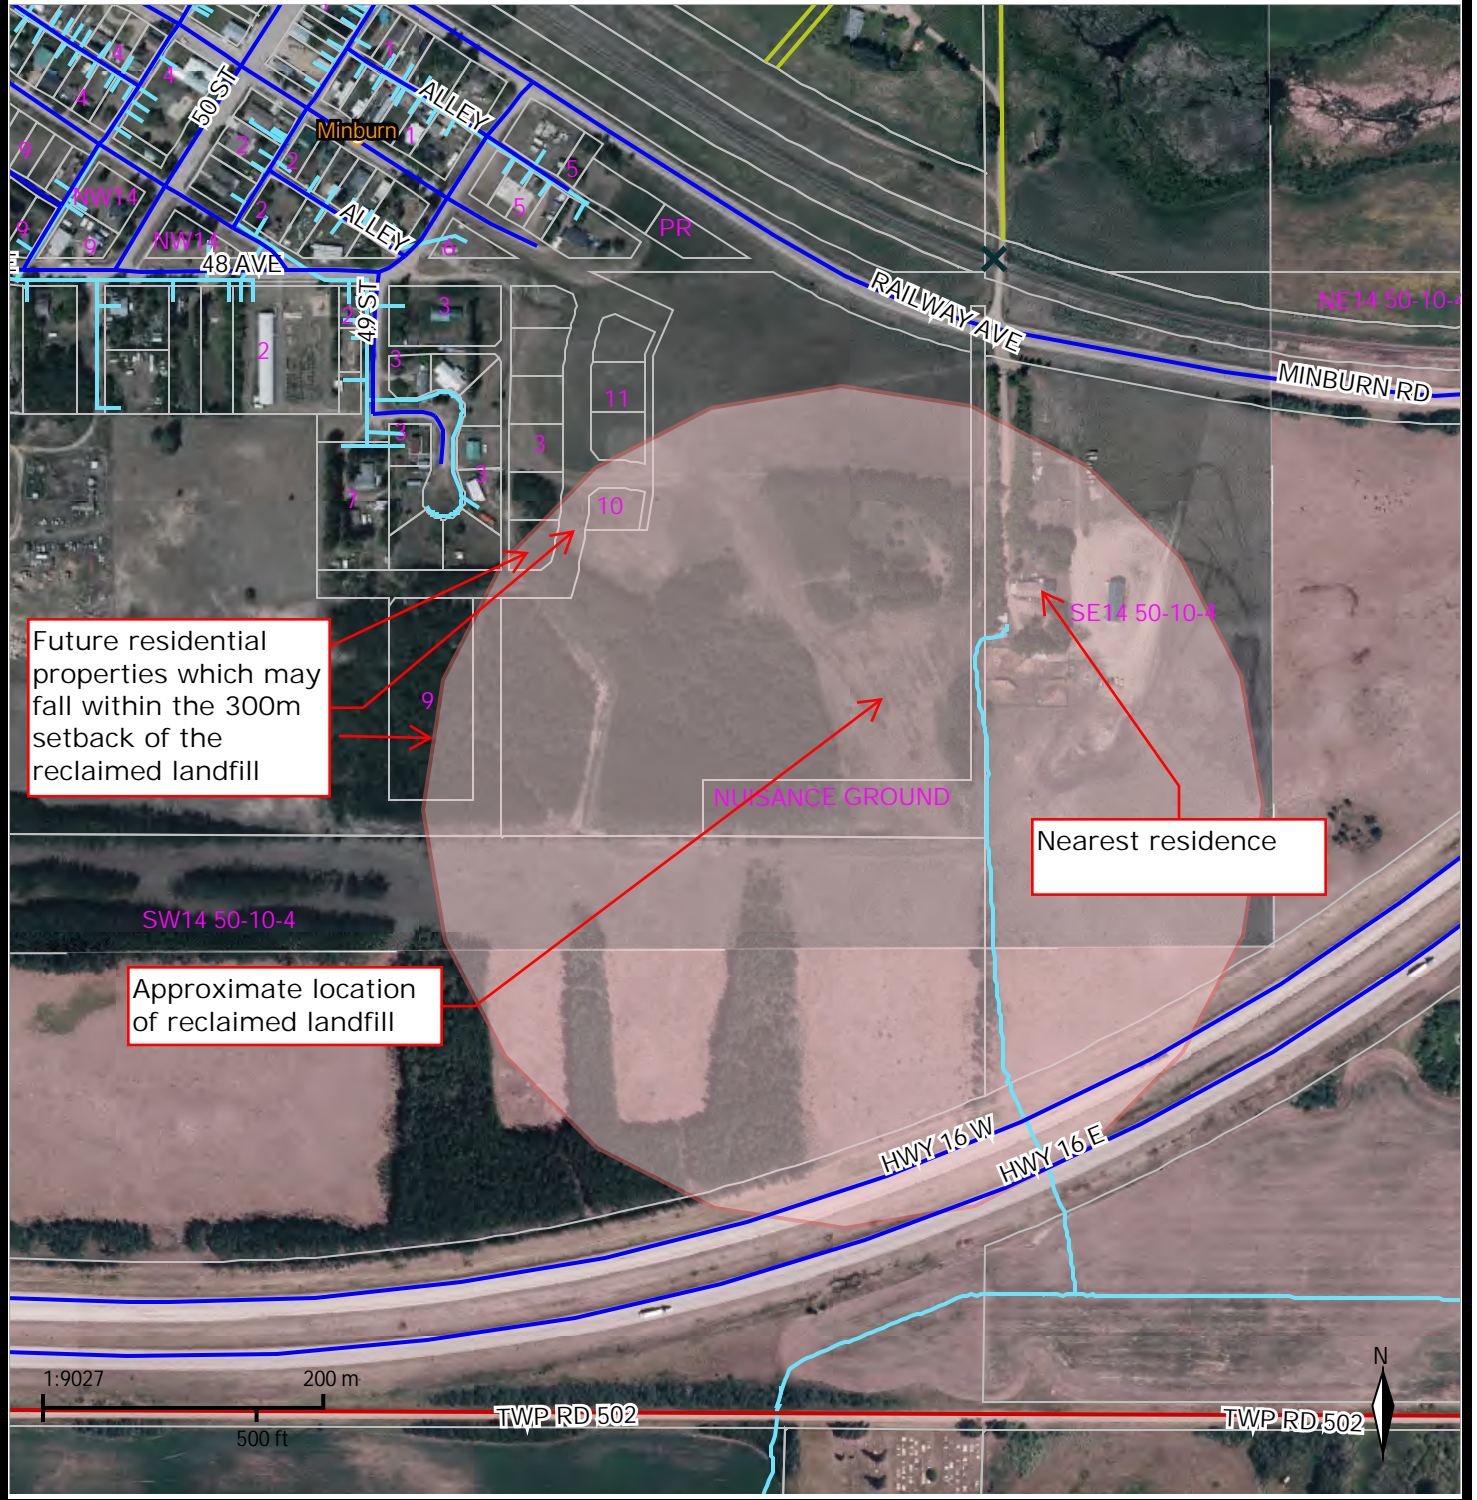 1
4
4
4
50 ST
ALLEY
Minburn
1
2
2
5
9
NW14
2
5
PR
ALLEY
9
9
NW14
6
E
48 AVE
RAILWAY AVE
NE14 50-10-4
3
2
49 ST
2
3
MINBURN RD
11
3
3
3
7
10
SE14 50-10-4
Future residential
properties which may
fall within the 300m
setback of the
reclaimed landfill
9
NUISANCE GROUND
Nearest residence
SW14 50-10-4
Approximate location
of reclaimed landfill
HWY 16 W
HWY 16 E
N
1:9027
200 m
500 ft
TWP RD 502
TWP RD 502